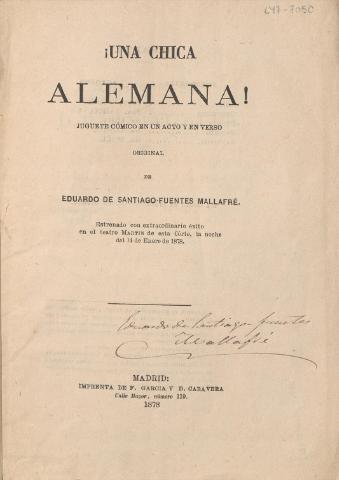 647-7050
¡UNA CHICA
ALEMANA!
JUGUETE CÓMICO EN UN ACTO Y EN VERSO
ORIGINAL
DE
EDUARDO DE SANTIAGO-FUENTES MALLAFRÉ.
Estrenado con extraordinario éxito
en el teatro MARTIN de esta Córte, la noche
del 14 de Enero de 1878.
Eduardo de Santiago-fuentes
Mallafré
MADRID:
IMPRENTA DE F. GARCIA Y D. CARAVERA
Calle Mayor, número 119.
1878